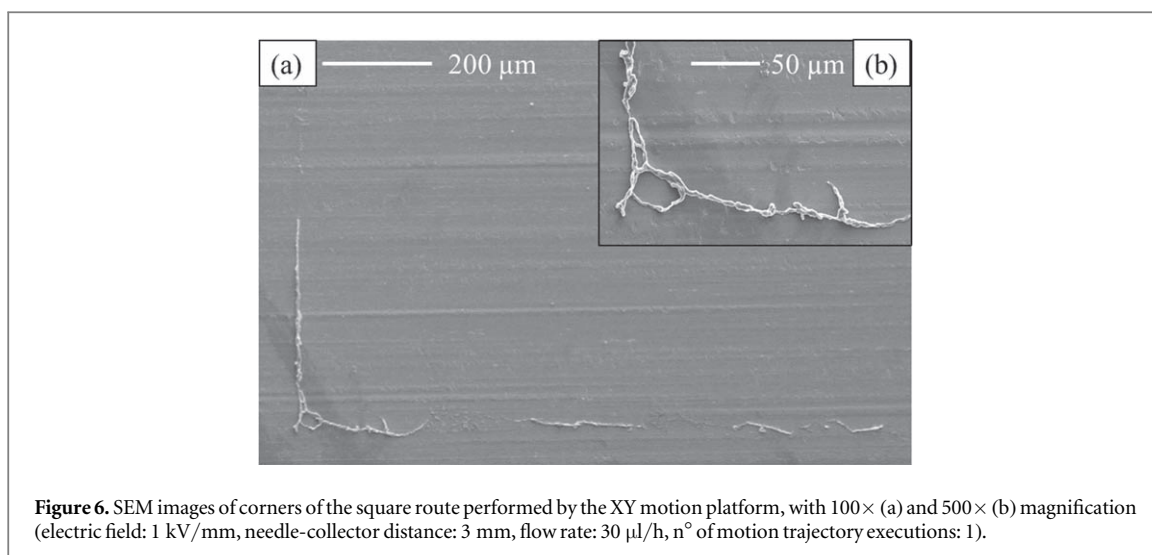 (a) 200 µm 50 µm (b)
Figure 6. SEM images of corners of the square route performed by the XY motion platform, with 100× (a) and 500× (b) magnification
(electric field: 1 kV/mm, needle-collector distance: 3 mm, flow rate: 30 µl/h, n° of motion trajectory executions: 1).